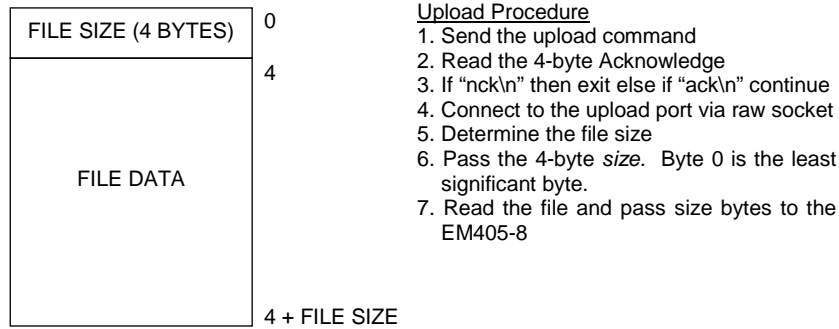 FILE SIZE (4 BYTES)
0
4
FILE DATA
4 + FILE SIZE
Upload Procedure
1. Send the upload command
2. Read the 4-byte Acknowledge
3. If “nck\n” then exit else if “ack\n” continue
4. Connect to the upload port via raw socket
5. Determine the file size
6. Pass the 4-byte size. Byte 0 is the least
significant byte.
7. Read the file and pass size bytes to the
EM405-8